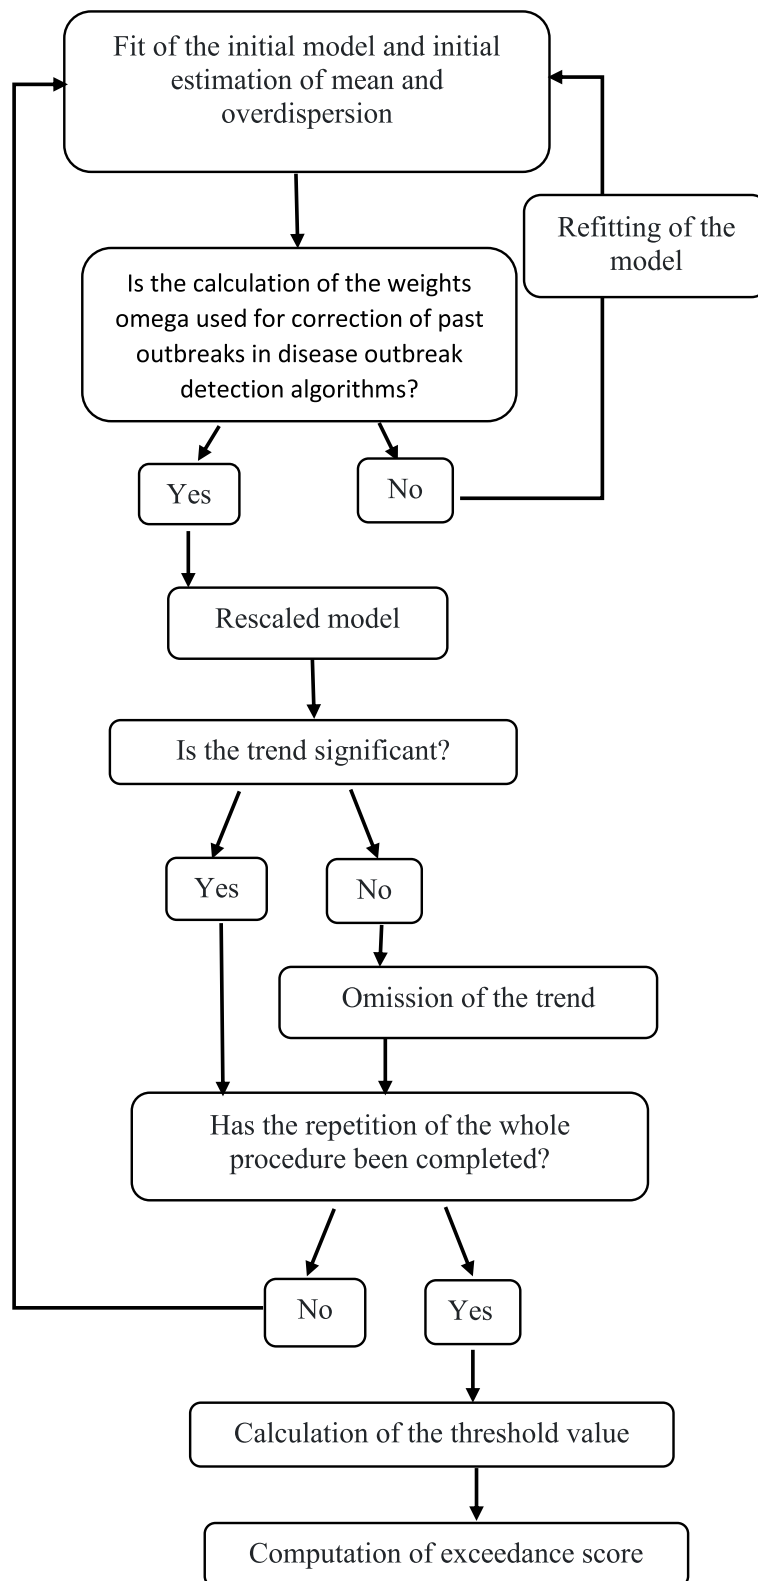 Fit of the initial model and initial
estimation of mean and
overdispersion
Refitting of the
model
Is the calculation of the weights
omega used for correction of past
outbreaks in disease outbreak
detection algorithms?
Yes
No
Rescaled model
Is the trend significant?
Yes
No
Omission of the trend
Has the repetition of the whole
procedure been completed?
No
Yes
Calculation of the threshold value
Computation of exceedance score